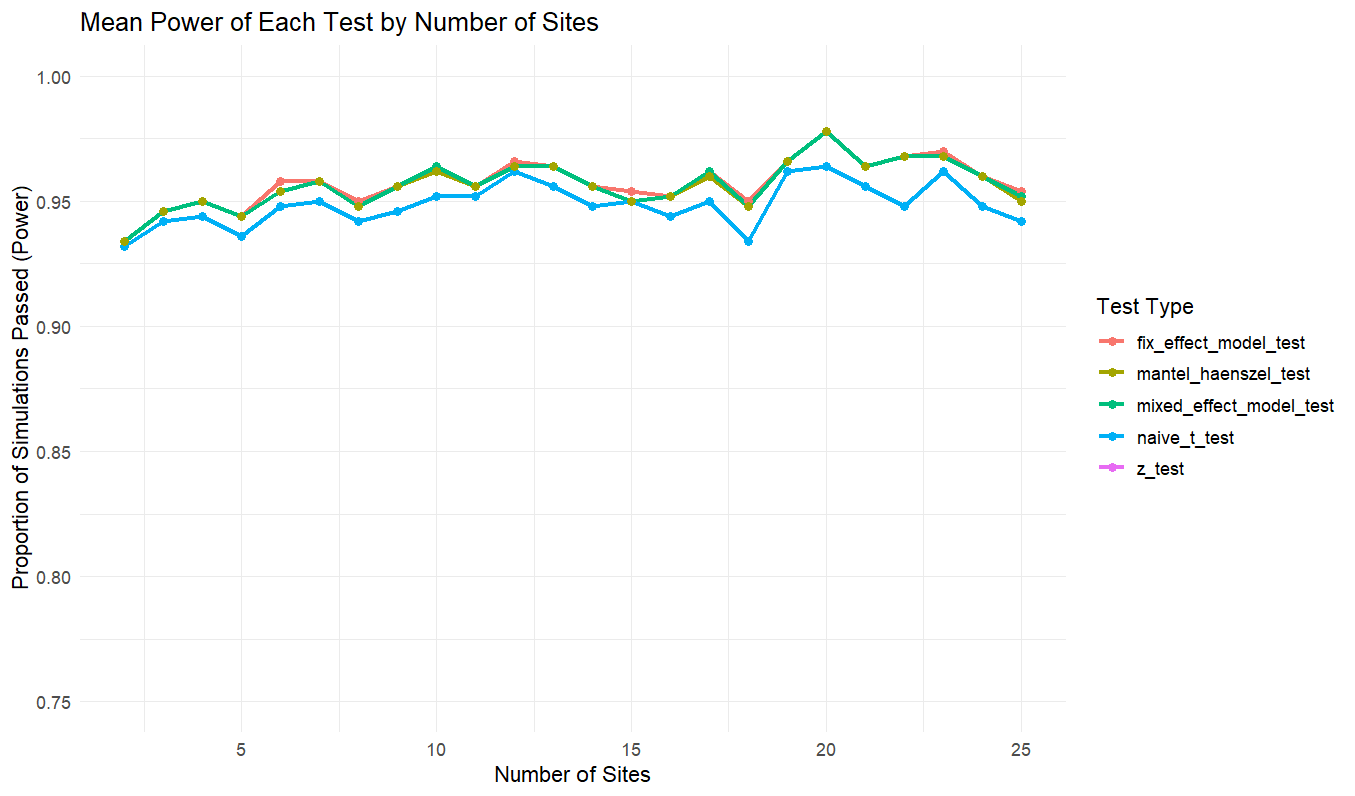 Mean Power of Each Test by Number of Sites
Proportion of Simulations Passed (Power)
1.00
0.95
0.90
0.85
0.80
0.75
5
10
15
20
25
Number of Sites
Test Type
fix_effect_model_test
mantel_haenszel_test
mixed_effect_model_test
naive_t_test
z_test